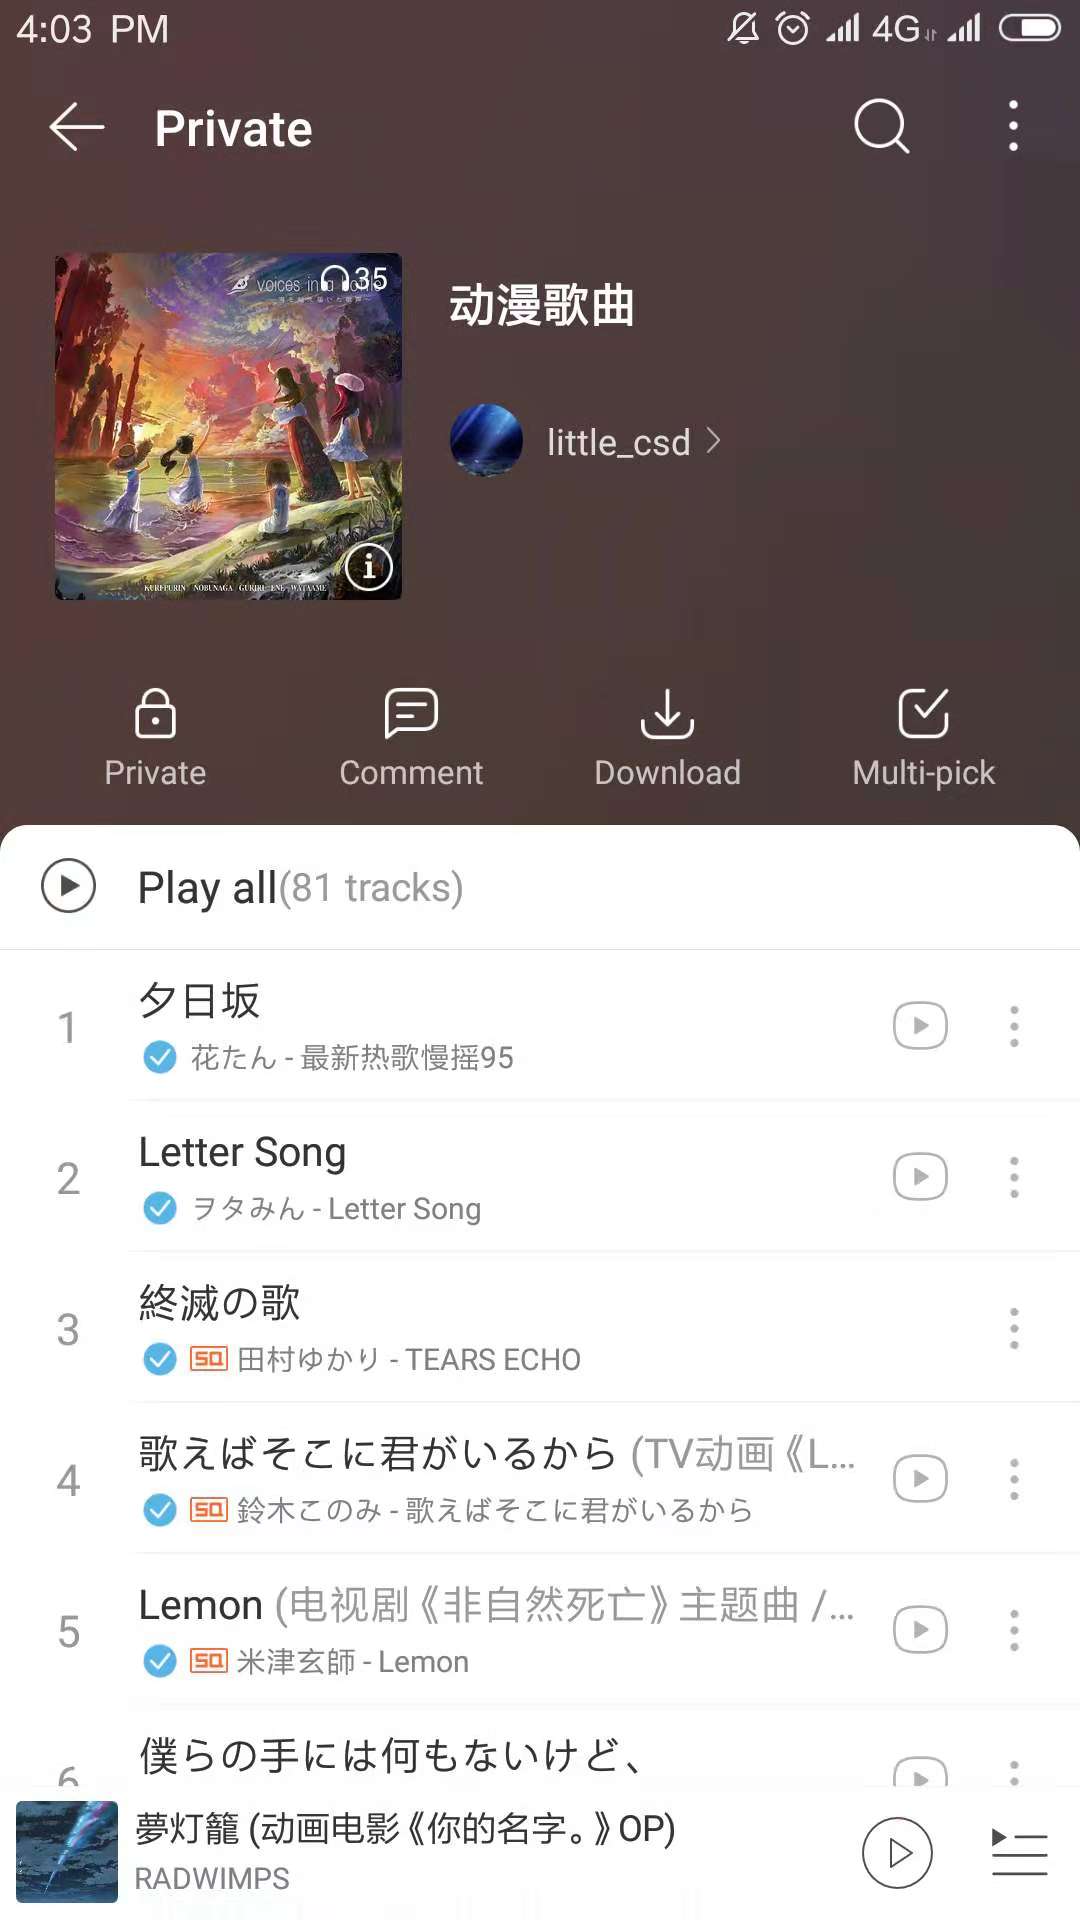 4:03 PM
4G
Private
35
voices in a
动漫歌曲
little_csd
KUREPURIN NOBUNAGA GURIRI ENE WATAAME
Private
Comment
Download
Multi-pick
Play all(81 tracks)
1
夕日坂
花たん - 最新热歌慢摇95
2
Letter Song
ヲタみん - Letter Song
3
終滅の歌
SQ 田村ゆかり - TEARS ECHO
4
歌えばそこに君がいるから (TV动画《L...
SQ 鈴木このみ - 歌えばそこに君がいるから
5
Lemon (电视剧《非自然死亡》主题曲 /...
SQ 米津玄師 - Lemon
6
僕らの手には何もないけど、
夢灯籠 (动画电影《你的名字。》OP)
RADWIMPS